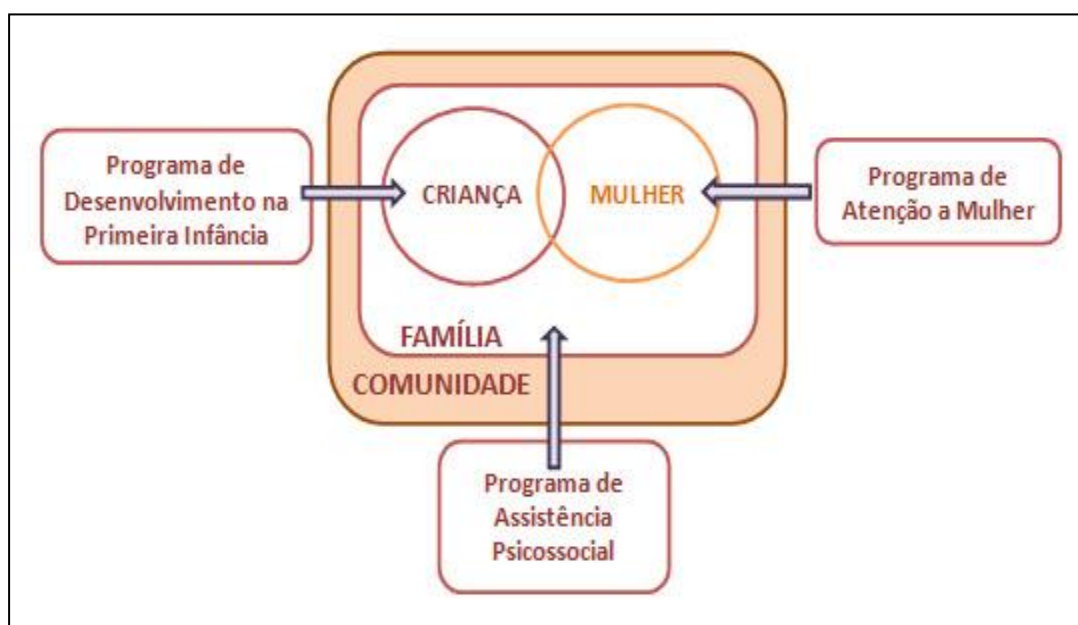 Programa de
Desenvolvimento na
Primeira Infância
CRIANÇA
MULHER
Programa de
Atenção a Mulher
FAMÍLIA
COMUNIDADE
Programa de
Assistência
Psicossocial